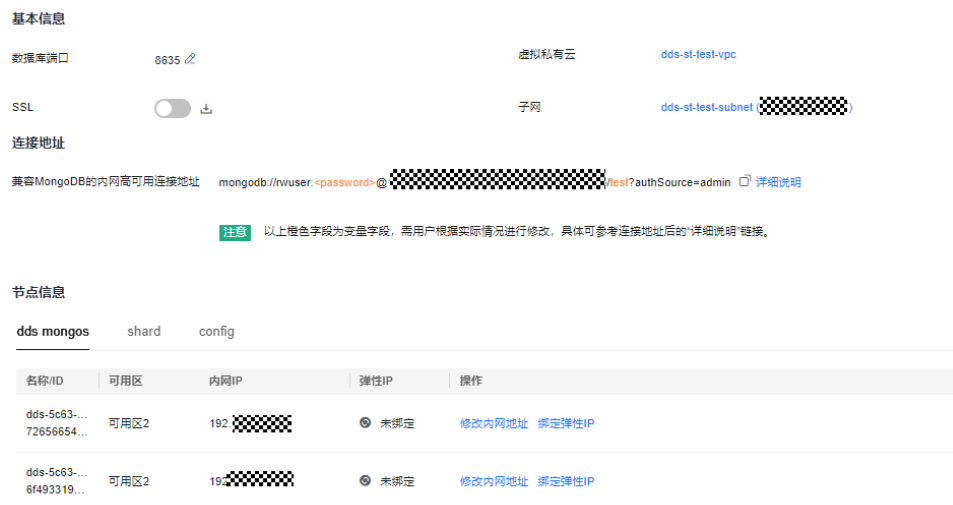 基本信息
数据库端口 8635 虚拟私有云 dds-st-test-vpc
SSL 子网 dds-st-test-subnet ( )
连接地址
兼容MongoDB的内网高可用连接地址 mongodb://rwuser:<password>@ /test?authSource=admin 详细说明
注意 以上橙色字段为变量字段，需用户根据实际情况进行修改，具体可参考连接地址后的“详细说明”链接。
节点信息
dds mongos shard config
名称/ID 可用区 内网IP 弹性IP 操作
dds-5c63-...
72656654... 可用区2 192. 未绑定 修改内网地址 绑定弹性IP
dds-5c63-...
6f493319... 可用区2 192 未绑定 修改内网地址 绑定弹性IP